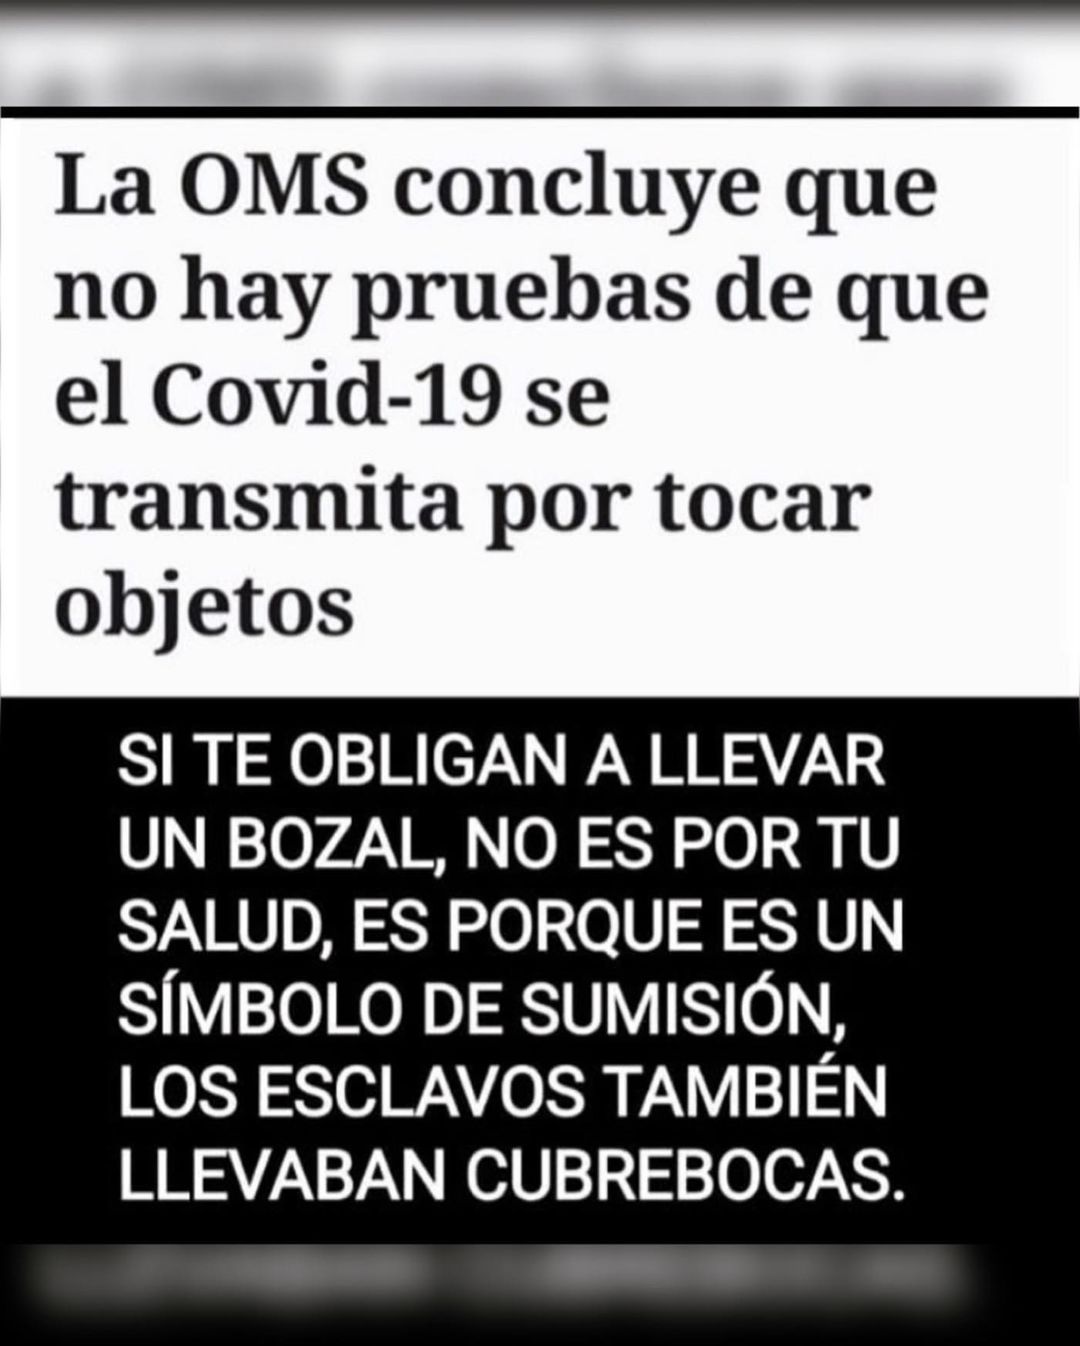 La OMS concluye que
no hay pruebas de que
el Covid-19 se
transmita por tocar
objetos
SI TE OBLIGAN A LLEVAR
UN BOZAL, NO ES POR TU
SALUD, ES PORQUE ES UN
SÍMBOLO DE SUMISIÓN,
LOS ESCLAVOS TAMBIÉN
LLEVABAN CUBREBOCAS.